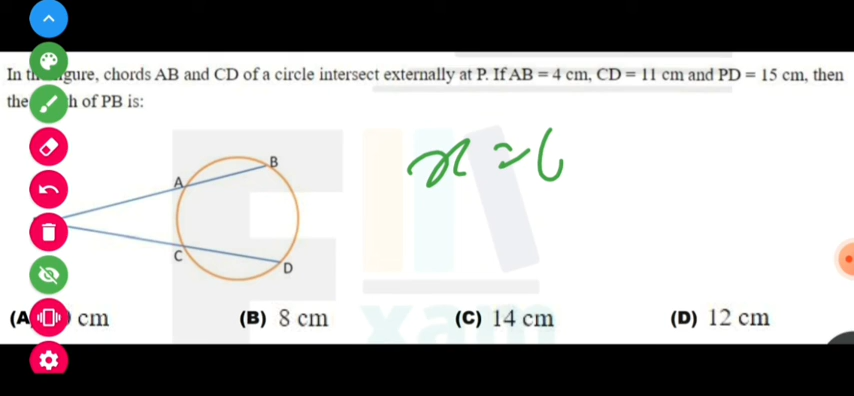 In gure, chords AB and CD of a circle intersect externally at P. If AB = 4 cm, CD = 11 cm and PD = 15 cm, then
the h of PB is:
B
A
C
D
x = 6
(A cm
(B) 8 cm
(C) 14 cm
(D) 12 cm
xam